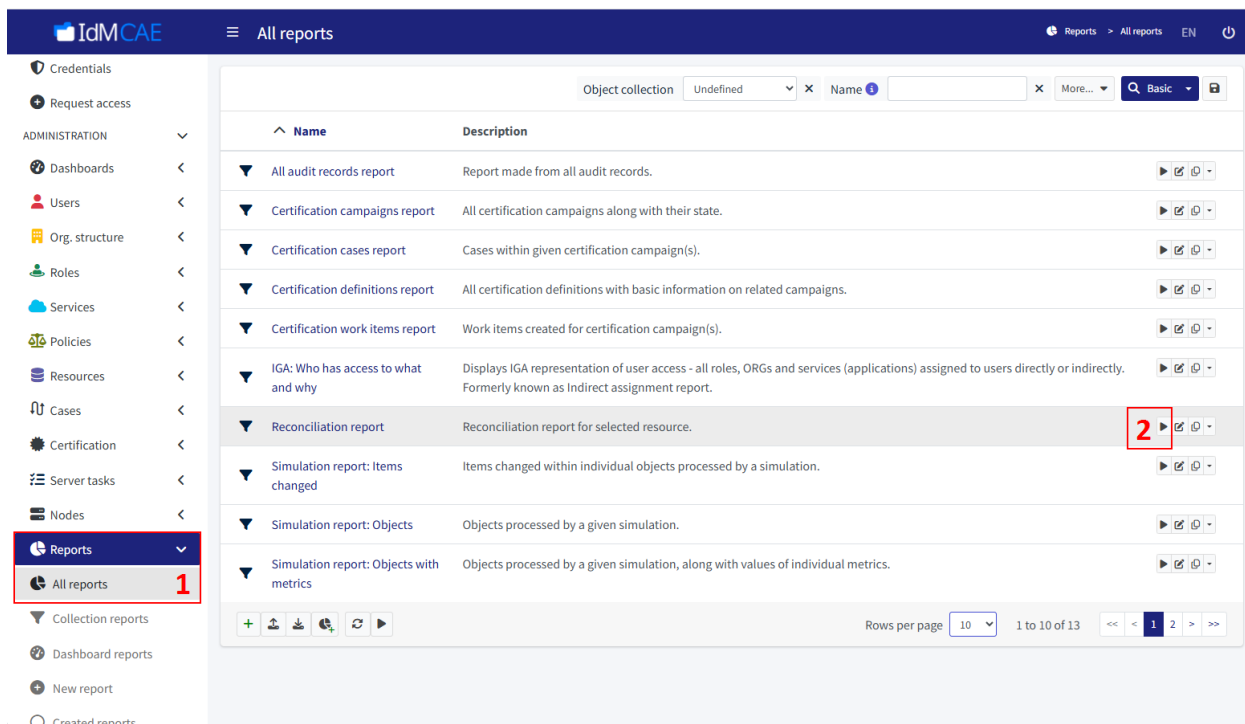 IdMCAE
All reports
Reports > All reports EN
Credentials
Request access
ADMINISTRATION
Dashboards
Users
Org. structure
Roles
Services
Policies
Resources
Cases
Certification
Server tasks
Nodes
Reports
All reports 1
Collection reports
Dashboard reports
New report
Created reports
Object collection Undefined Name More... Basic
Name Description
All audit records report Report made from all audit records.
Certification campaigns report All certification campaigns along with their state.
Certification cases report Cases within given certification campaign(s).
Certification definitions report All certification definitions with basic information on related campaigns.
Certification work items report Work items created for certification campaign(s).
IGA: Who has access to what Displays IGA representation of user access - all roles, ORGs and services (applications) assigned to users directly or indirectly.
and why Formerly known as Indirect assignment report.
Reconciliation report Reconciliation report for selected resource. 2
Simulation report: Items Items changed within individual objects processed by a simulation.
changed
Simulation report: Objects Objects processed by a given simulation.
Simulation report: Objects with Objects processed by a given simulation, along with values of individual metrics.
metrics
Rows per page 10 1 to 10 of 13 << < 1 2 > >>